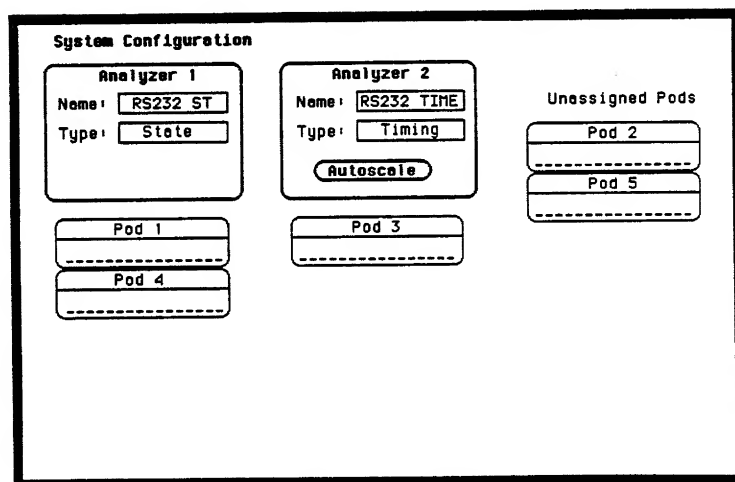 System Configuration
Analyzer 1
Name: RS232 ST
Type: State
Analyzer 2
Name: RS232 TIME
Type: Timing
Autoscale
Unassigned Pods
Pod 2
Pod 5
Pod 1
Pod 4
Pod 3